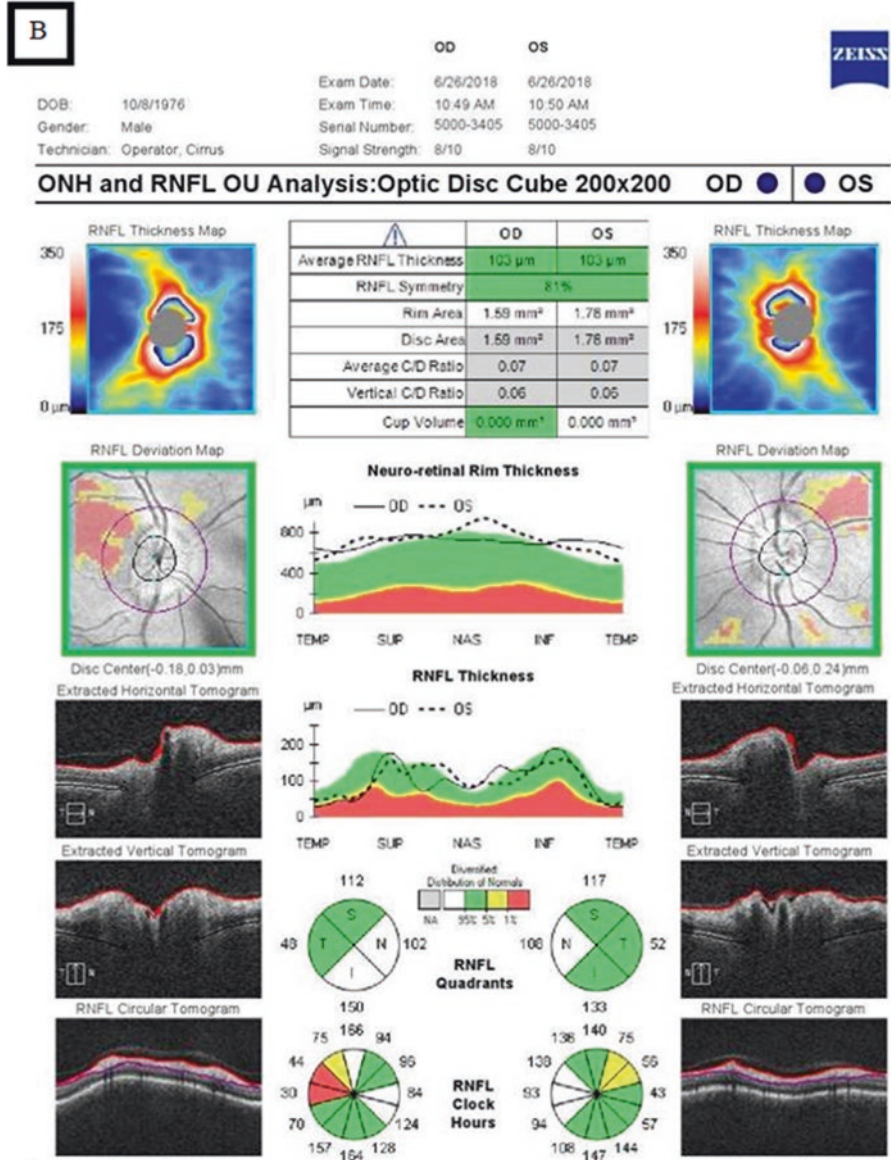 B
OD OS
ZEISS
Exam Date: 6/26/2018 6/26/2018
DOB: 10/8/1976 Exam Time: 10:49 AM 10:50 AM
Gender: Male Serial Number: 5000-3405 5000-3405
Technician: Operator, Cirrus Signal Strength: 8/10 8/10
ONH and RNFL OU Analysis:Optic Disc Cube 200x200 OD OS
RNFL Thickness Map
350
175
0 µm
OD OS
Average RNFL Thickness 103 µm 103 µm
RNFL Symmetry 81%
Rim Area 1.59 mm² 1.78 mm²
Disc Area 1.59 mm² 1.78 mm²
Average C/D Ratio 0.07 0.07
Vertical C/D Ratio 0.06 0.06
Cup Volume 0.000 mm³ 0.000 mm³
RNFL Thickness Map
350
175
0 µm
RNFL Deviation Map
Disc Center(-0.18,0.03)mm
Neuro-retinal Rim Thickness
µm OD OS
800
400
0
TEMP SUP NAS INF TEMP
RNFL Deviation Map
Disc Center(-0.06,0.24)mm
Extracted Horizontal Tomogram
T N
RNFL Thickness
µm OD OS
200
100
0
TEMP SUP NAS INF TEMP
Extracted Horizontal Tomogram
N T
Extracted Vertical Tomogram
T N
Diversified
Distribution of Normals
NA 95% 5% 1%
112
S
48 T N 102
I
150
RNFL
Quadrants
117
S
108 N T 52
I
133
Extracted Vertical Tomogram
N T
RNFL Circular Tomogram
166
75 94
44 96
30 84
70 124
157 128
164
RNFL
Clock
Hours
140
136 75
138 56
93 43
94 57
108 144
147
RNFL Circular Tomogram